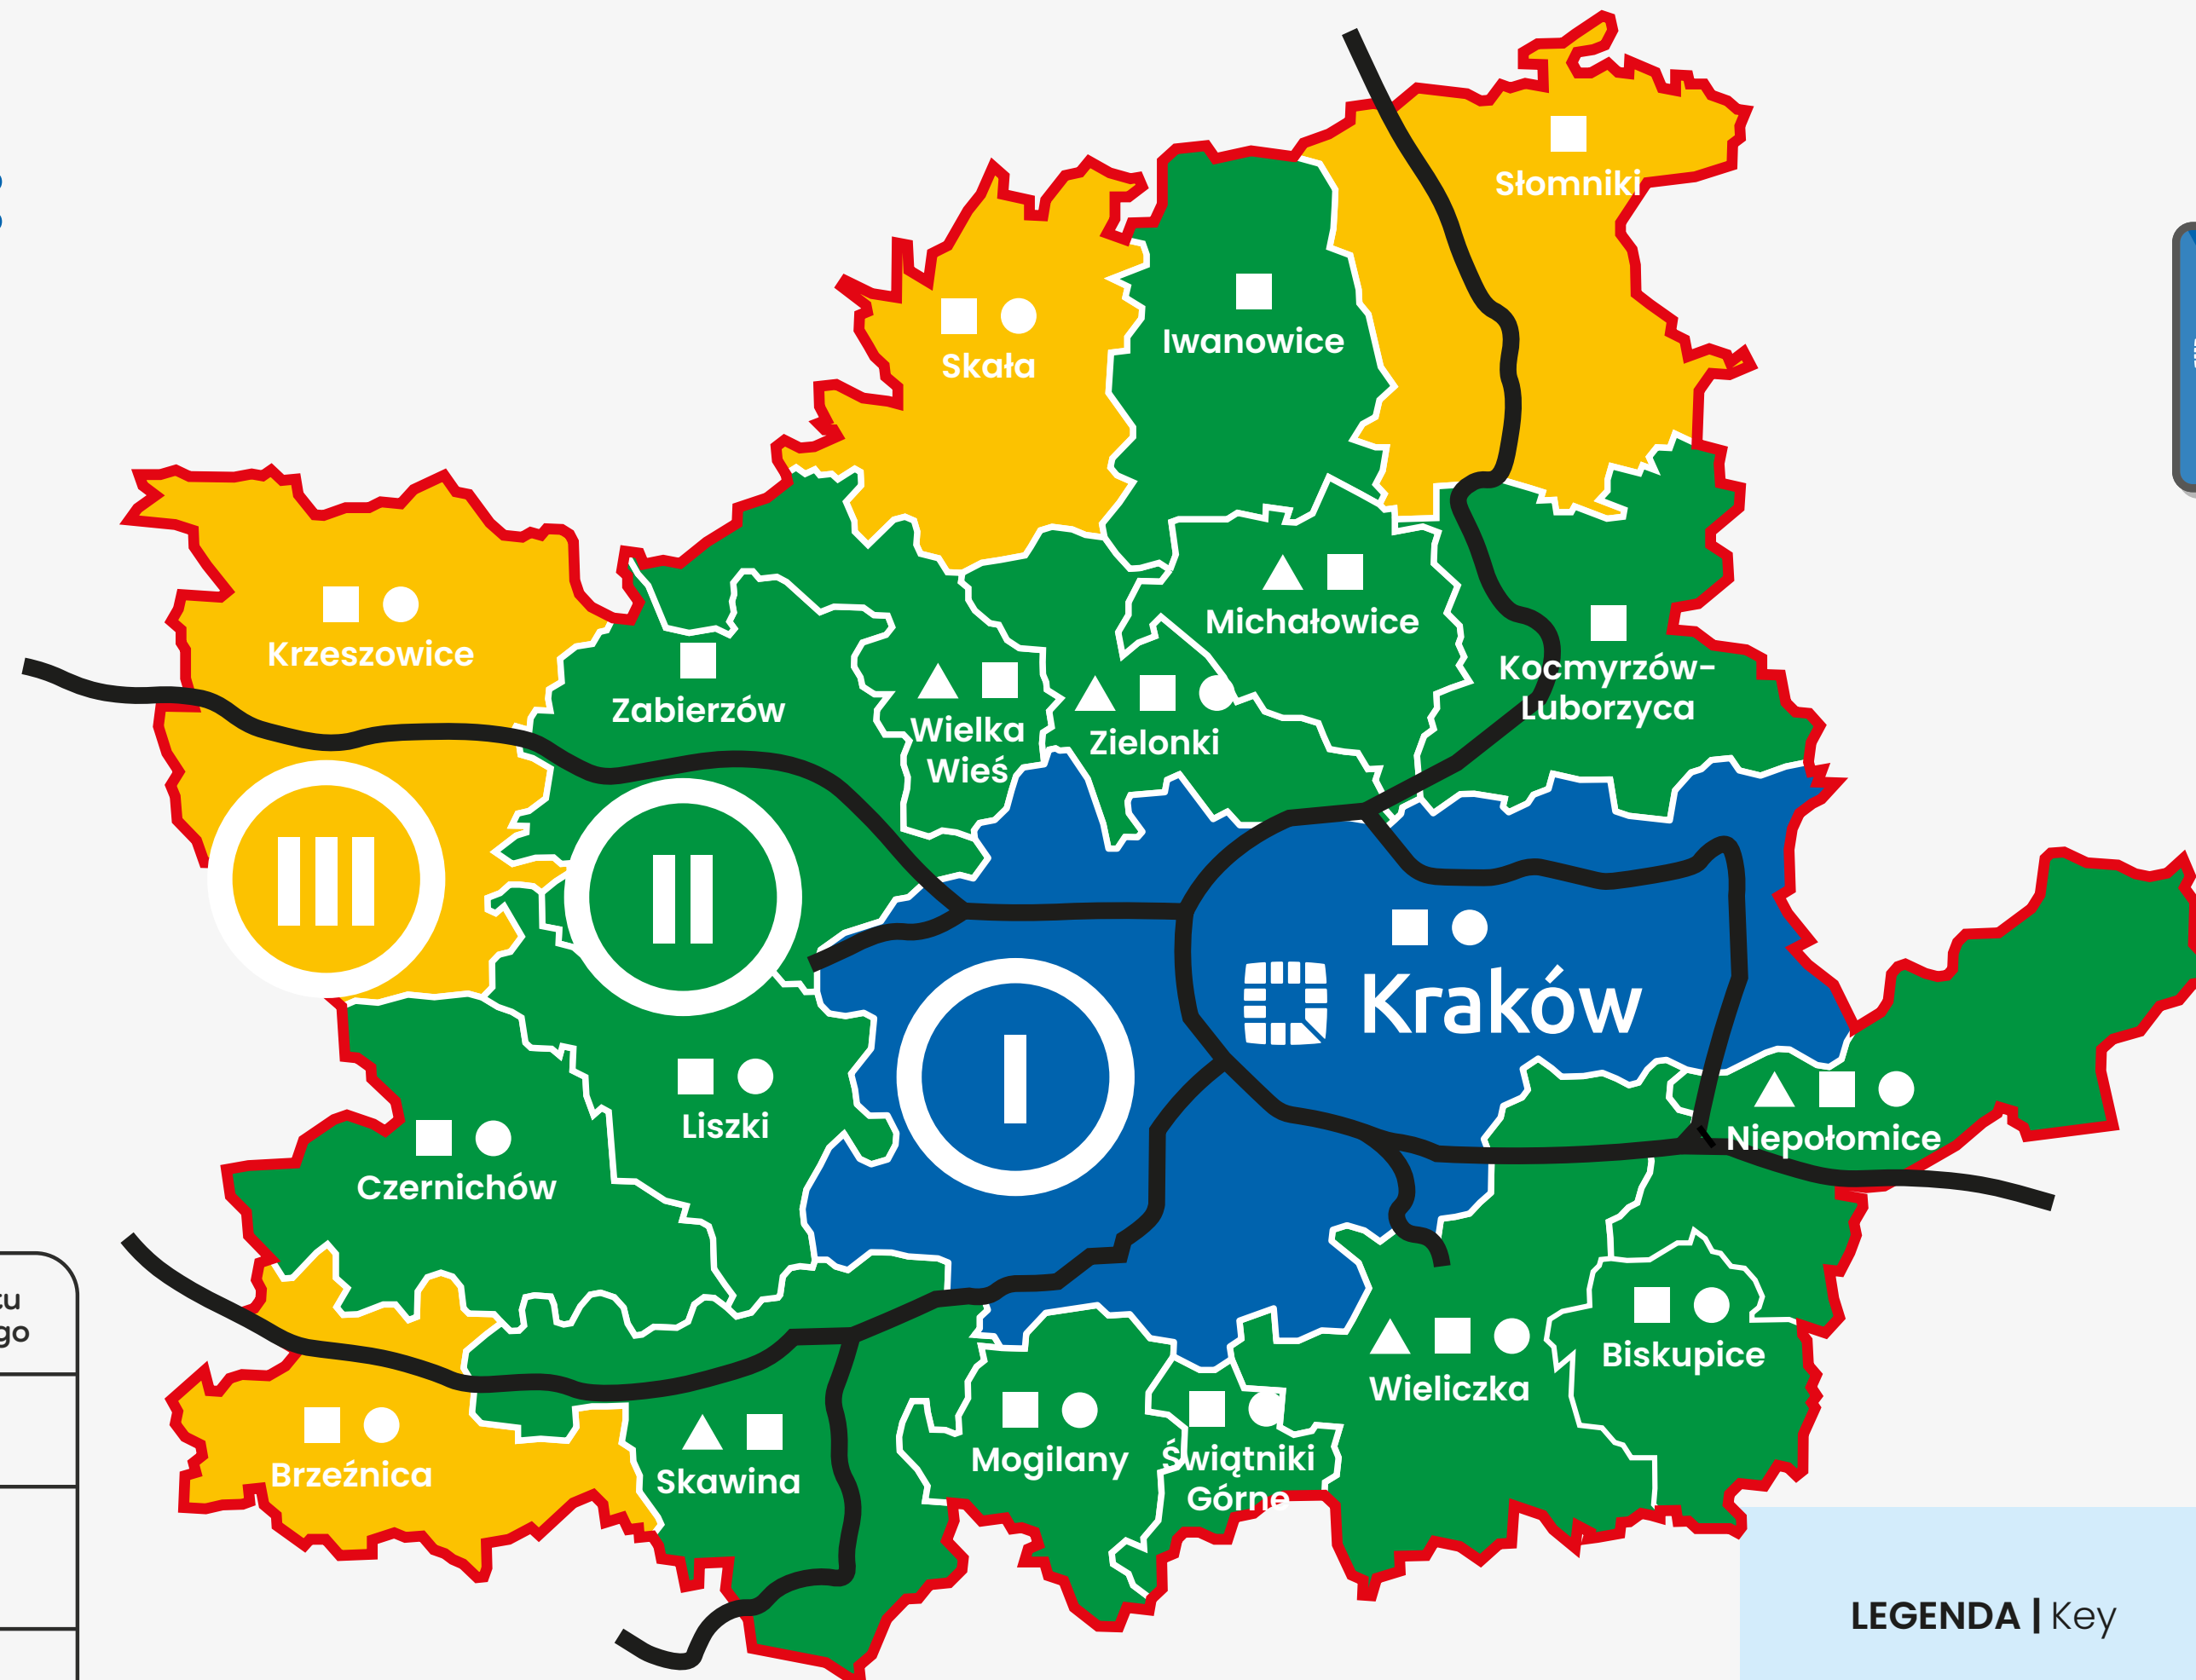 Słomniki
Iwanowice
Skała
Michałowice
Krzeszowice
Kocmyrzów-
Luborzyca
Zabierzów
Wielka
Wieś
Zielonki
III
II
I
Kraków
Liszki
Niepołomice
Czernichów
Biskupice
Wieliczka
Mogilany
Świątniki
Górne
Brzeźnica
Skawina
go
LEGENDA | Key